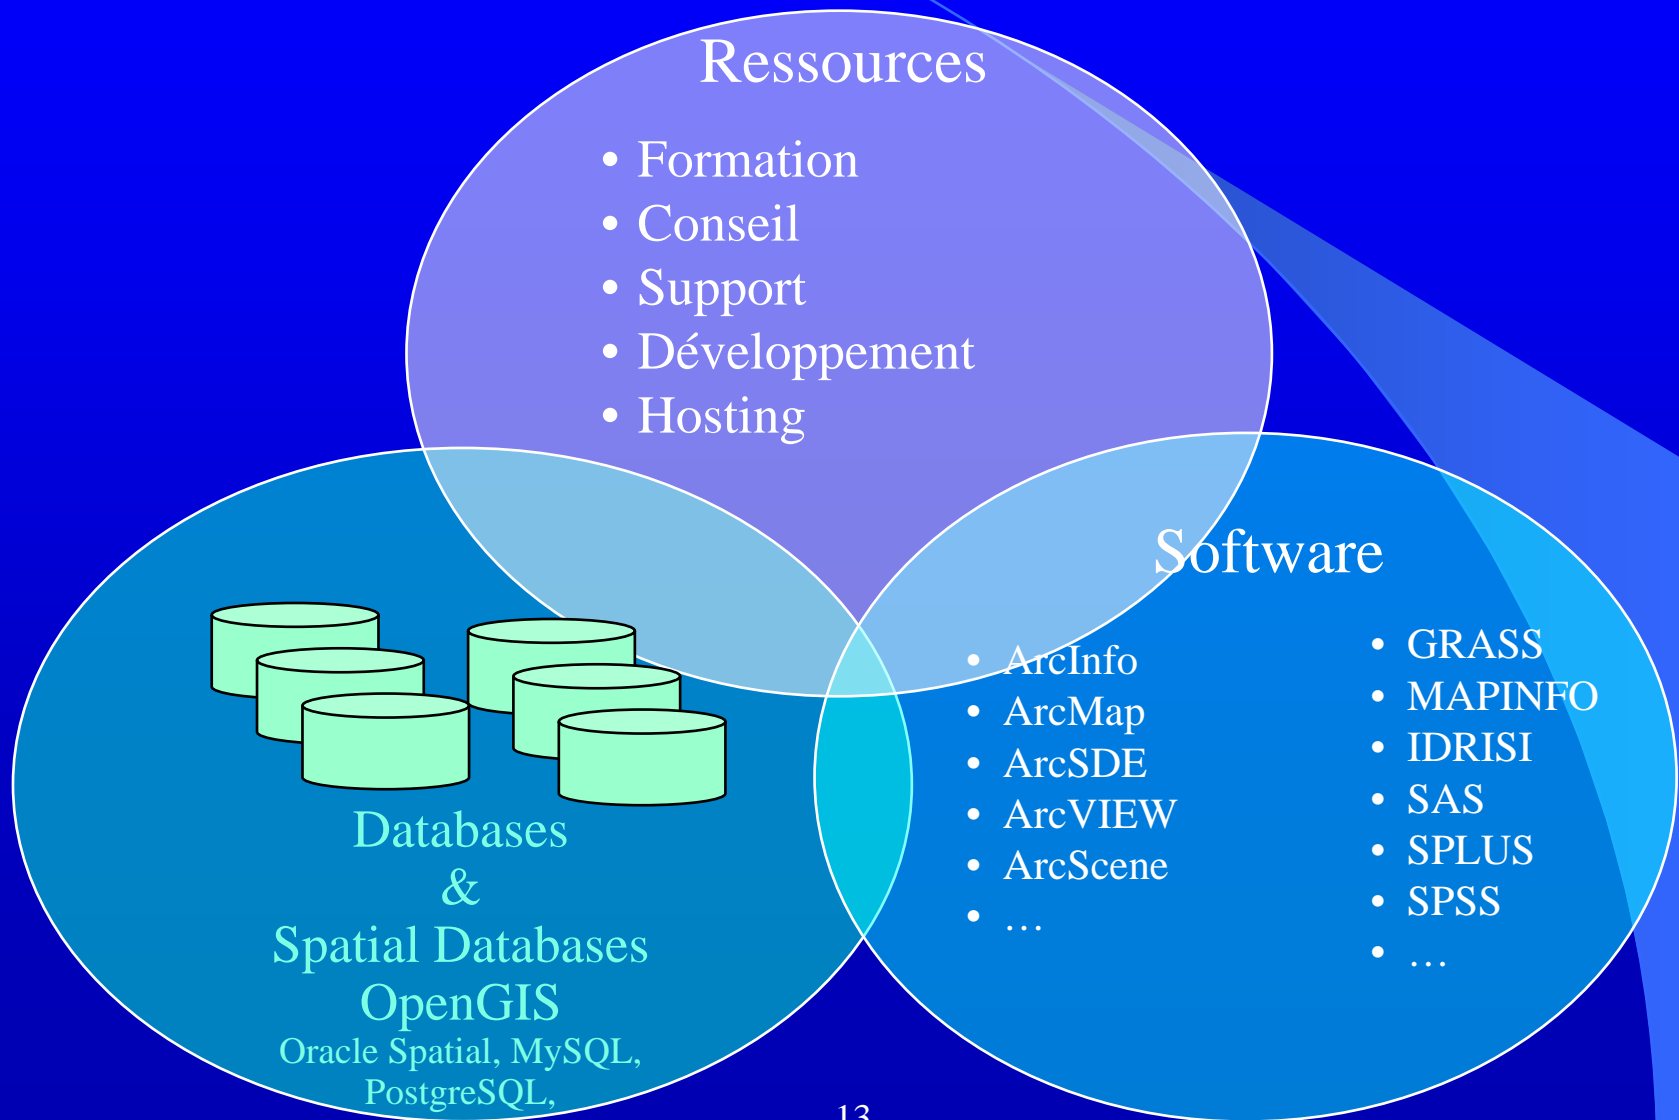 Ressources
• Formation
• Conseil
• Support
• Développement
• Hosting
Software
• ArcInfo
• ArcMap
• ArcSDE
• ArcVIEW
• ArcScene
• …
• GRASS
• MAPINFO
• IDRISI
• SAS
• SPLUS
• SPSS
• …
Databases
&
Spatial Databases
OpenGIS
Oracle Spatial, MySQL,
PostgreSQL,
13